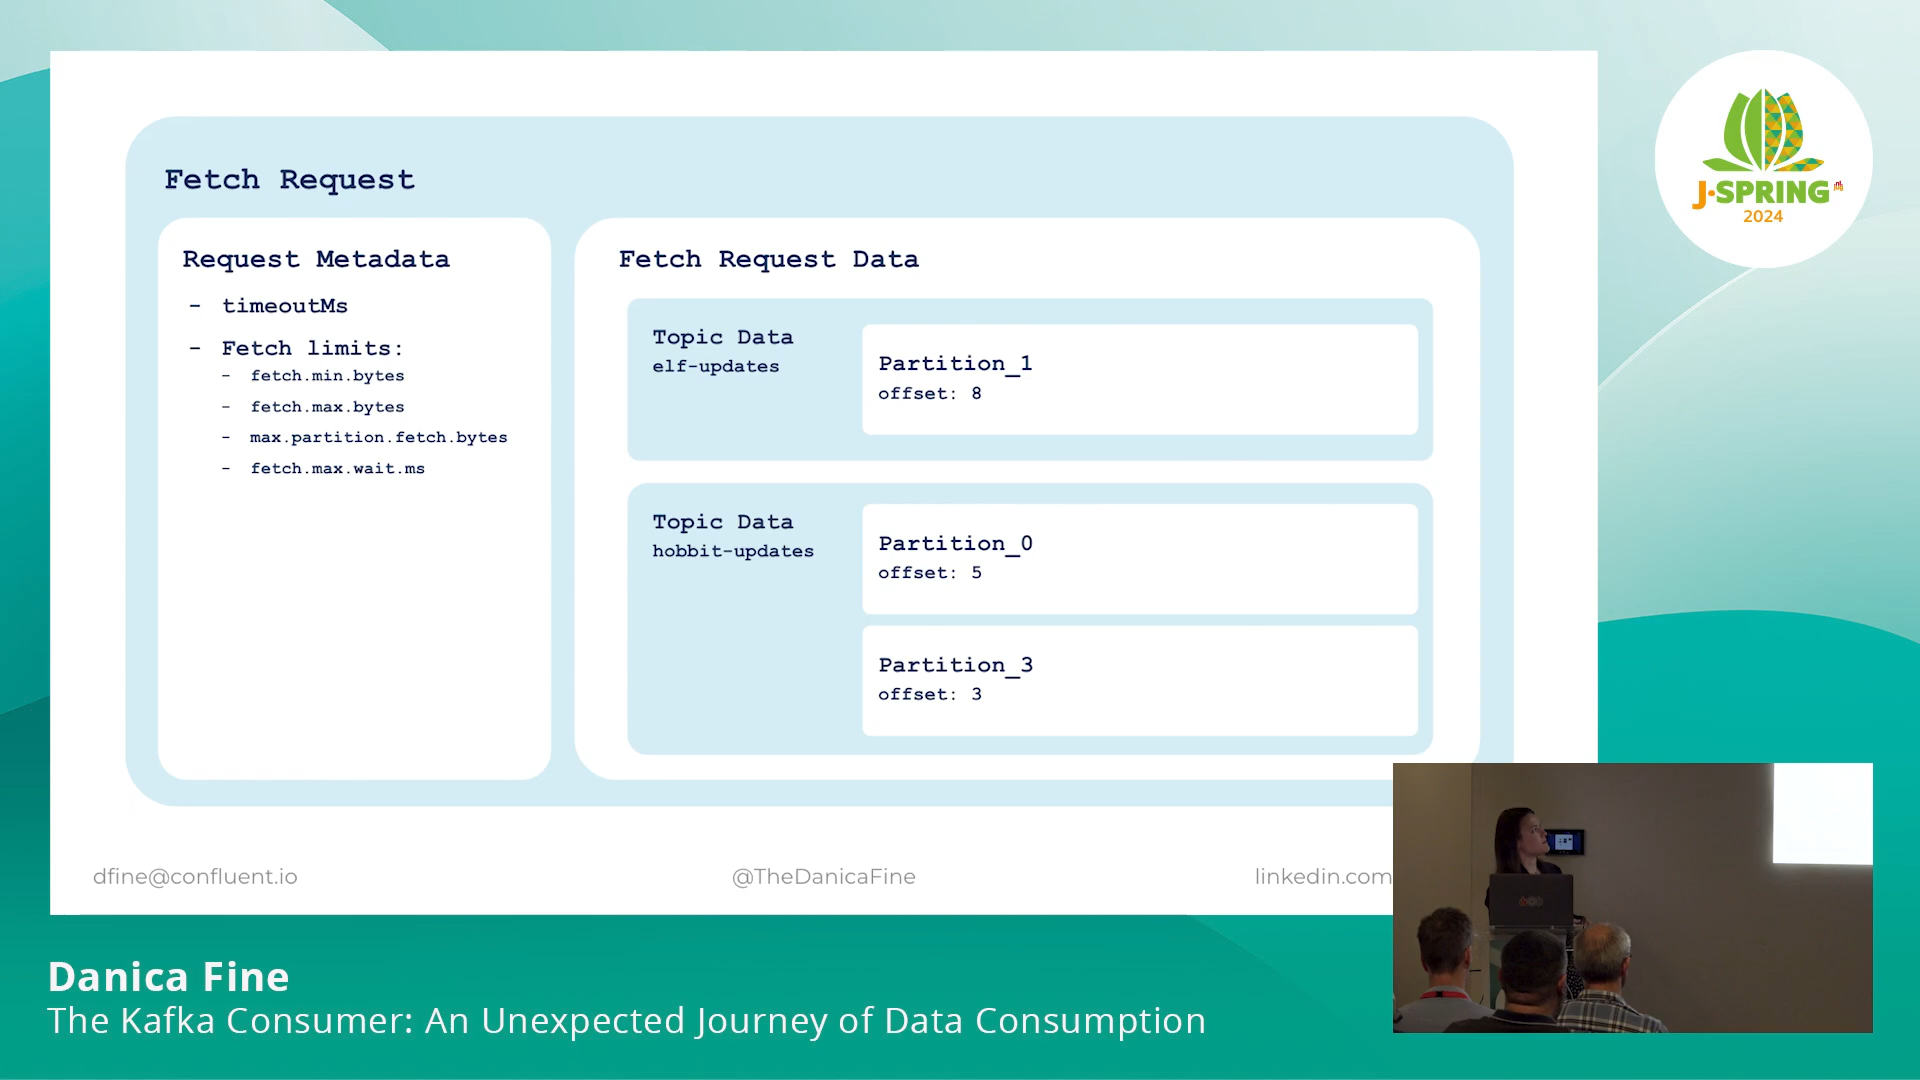 Fetch Request
Request Metadata
- timeoutMs
- Fetch limits:
- fetch.min.bytes
- fetch.max.bytes
- max.partition.fetch.bytes
- fetch.max.wait.ms
Fetch Request Data
Topic Data
elf-updates
Partition_1
offset: 8
Topic Data
hobbit-updates
Partition_0
offset: 5
Partition_3
offset: 3
dfine@confluent.io
@TheDanicaFine
linkedin.com
J-SPRING
2024
Danica Fine
The Kafka Consumer: An Unexpected Journey of Data Consumption